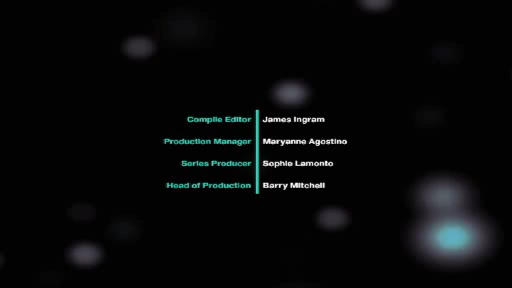 Compile Editor James Ingram
Production Manager Maryanne Agostino
Series Producer Sophie Lamonto
Head of Production Barry Mitchell